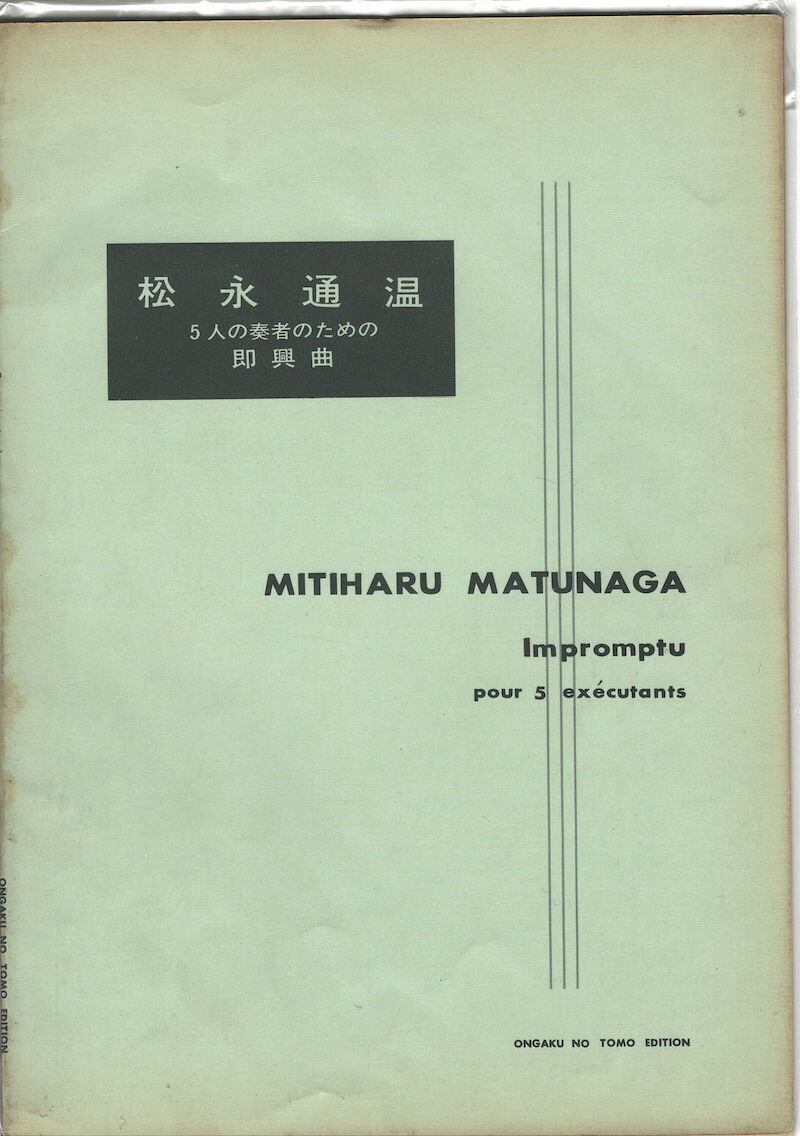 松永通温
5人の奏者のための
即興曲
MITIHARU MATUNAGA
Impromptu
pour 5 exécutants
ONGAKU NO TOMO EDITION
ONGAKU NO TOMO EDITION